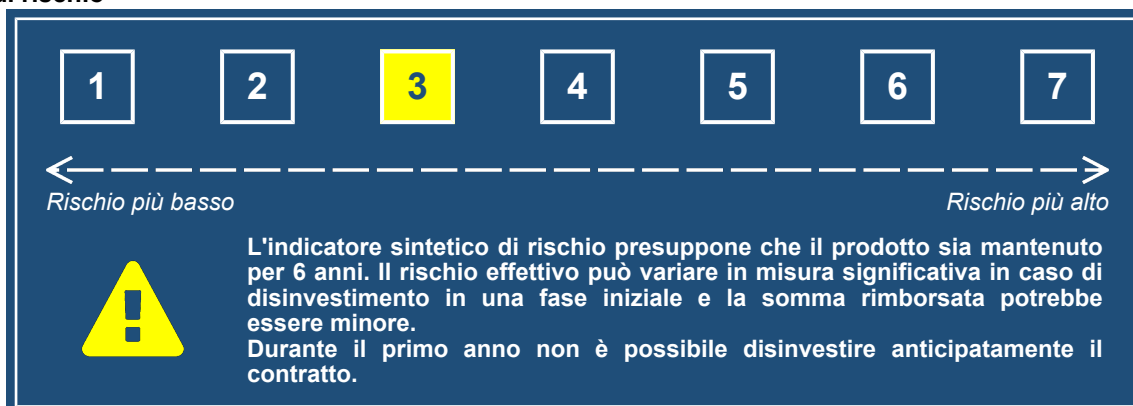 di rischio
1 2 3 4 5 6 7
Rischio più basso Rischio più alto
L'indicatore sintetico di rischio presuppone che il prodotto sia mantenuto
per 6 anni. Il rischio effettivo può variare in misura significativa in caso di
disinvestimento in una fase iniziale e la somma rimborsata potrebbe
essere minore.
Durante il primo anno non è possibile disinvestire anticipatamente il
contratto.